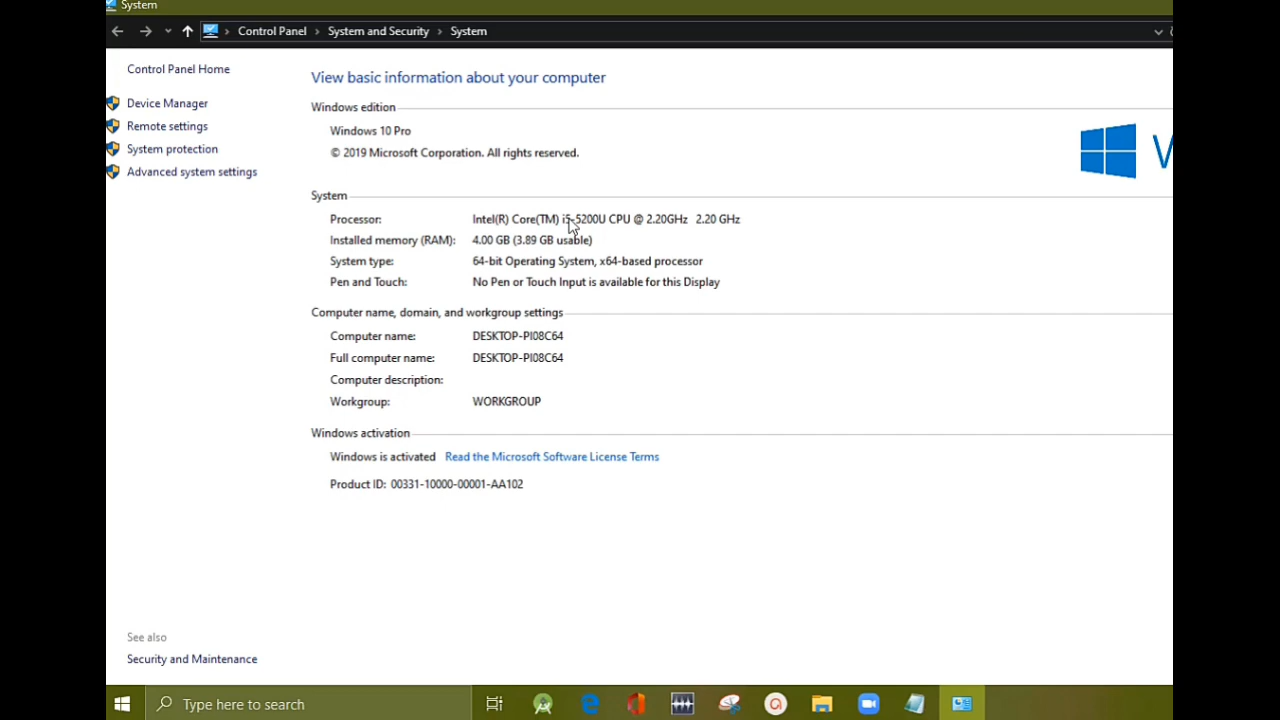 System
Control Panel > System and Security > System
Control Panel Home
Device Manager
Remote settings
System protection
Advanced system settings
View basic information about your computer
Windows edition
Windows 10 Pro
© 2019 Microsoft Corporation. All rights reserved.
System
Processor: Intel(R) Core(TM) i5-5200U CPU @ 2.20GHz 2.20 GHz
Installed memory (RAM): 4.00 GB (3.89 GB usable)
System type: 64-bit Operating System, x64-based processor
Pen and Touch: No Pen or Touch Input is available for this Display
Computer name, domain, and workgroup settings
Computer name: DESKTOP-PI08C64
Full computer name: DESKTOP-PI08C64
Computer description:
Workgroup: WORKGROUP
Windows activation
Windows is activated Read the Microsoft Software License Terms
Product ID: 00331-10000-00001-AA102
See also
Security and Maintenance
Type here to search